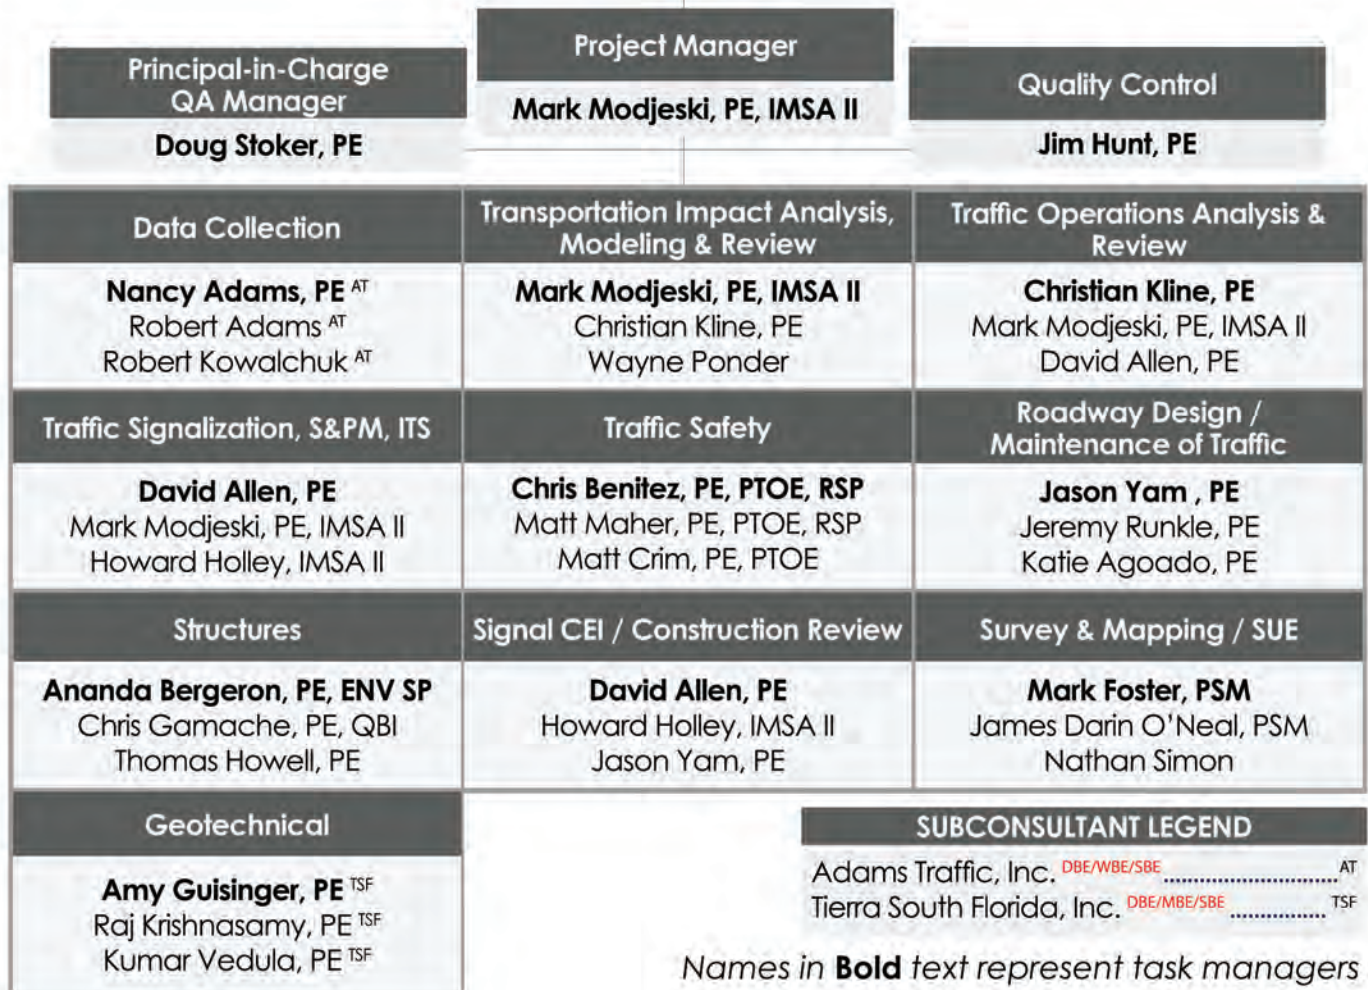 Project Manager
Mark Modjeski, PE, IMSA II
Principal-in-Charge
QA Manager
Doug Stoker, PE
Quality Control
Jim Hunt, PE
Data Collection
Nancy Adams, PE AT
Robert Adams AT
Robert Kowalchuk AT
Transportation Impact Analysis,
Modeling & Review
Mark Modjeski, PE, IMSA II
Christian Kline, PE
Wayne Ponder
Traffic Operations Analysis &
Review
Christian Kline, PE
Mark Modjeski, PE, IMSA II
David Allen, PE
Traffic Signalization, S&PM, ITS
David Allen, PE
Mark Modjeski, PE, IMSA II
Howard Holley, IMSA II
Traffic Safety
Chris Benitez, PE, PTOE, RSP
Matt Maher, PE, PTOE, RSP
Matt Crim, PE, PTOE
Roadway Design /
Maintenance of Traffic
Jason Yam , PE
Jeremy Runkle, PE
Katie Agoado, PE
Structures
Ananda Bergeron, PE, ENV SP
Chris Gamache, PE, QBI
Thomas Howell, PE
Signal CEI / Construction Review
David Allen, PE
Howard Holley, IMSA II
Jason Yam, PE
Survey & Mapping / SUE
Mark Foster, PSM
James Darin O'Neal, PSM
Nathan Simon
Geotechnical
Amy Guisinger, PE TSF
Raj Krishnasamy, PE TSF
Kumar Vedula, PE TSF
SUBCONSULTANT LEGEND
Adams Traffic, Inc. DBE/WBE/SBE ............................. AT
Tierra South Florida, Inc. DBE/MBE/SBE ................ TSF
Names in Bold text represent task managers